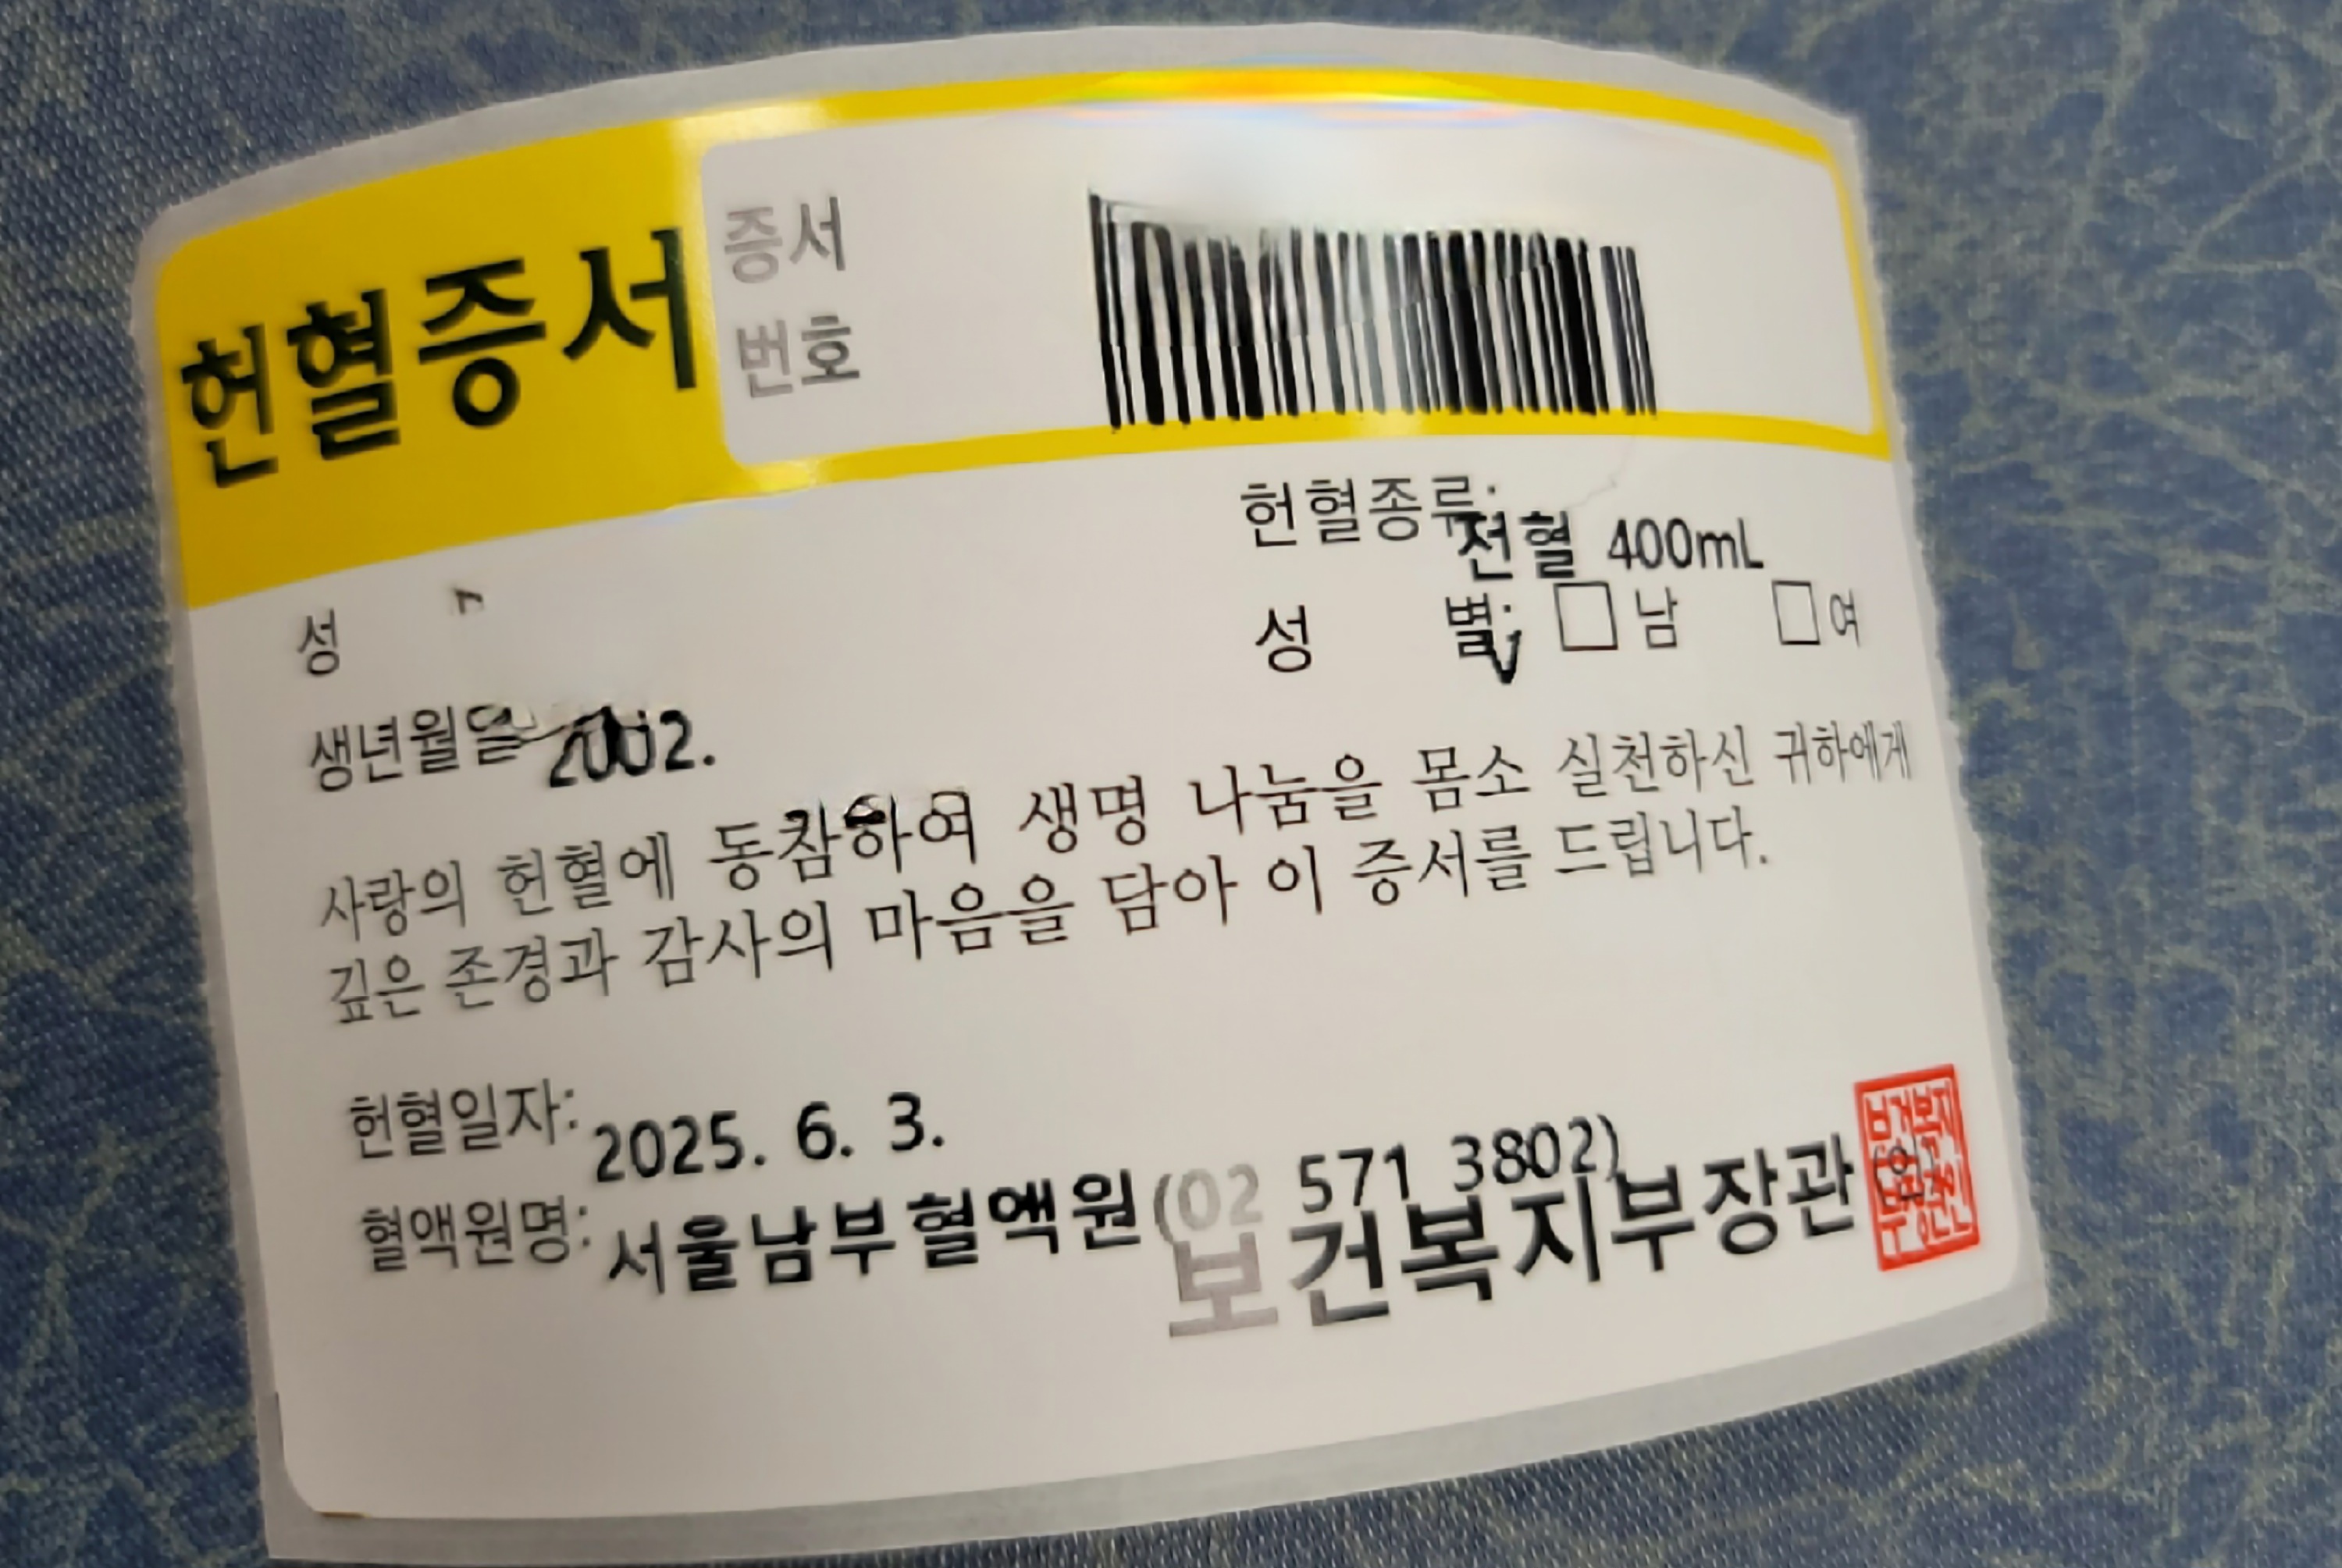 헌혈증서
증서
번호
헌혈종류: 전혈 400mL
성 성 별: V □ 남 □ 여
생년월일 2002.
사랑의 헌혈에 동참하여 생명 나눔을 몸소 실천하신 귀하에게
깊은 존경과 감사의 마음을 담아 이 증서를 드립니다.
헌혈일자: 2025. 6. 3.
혈액원명: 서울남부혈액원(02 571 3802)
보건복지부장관